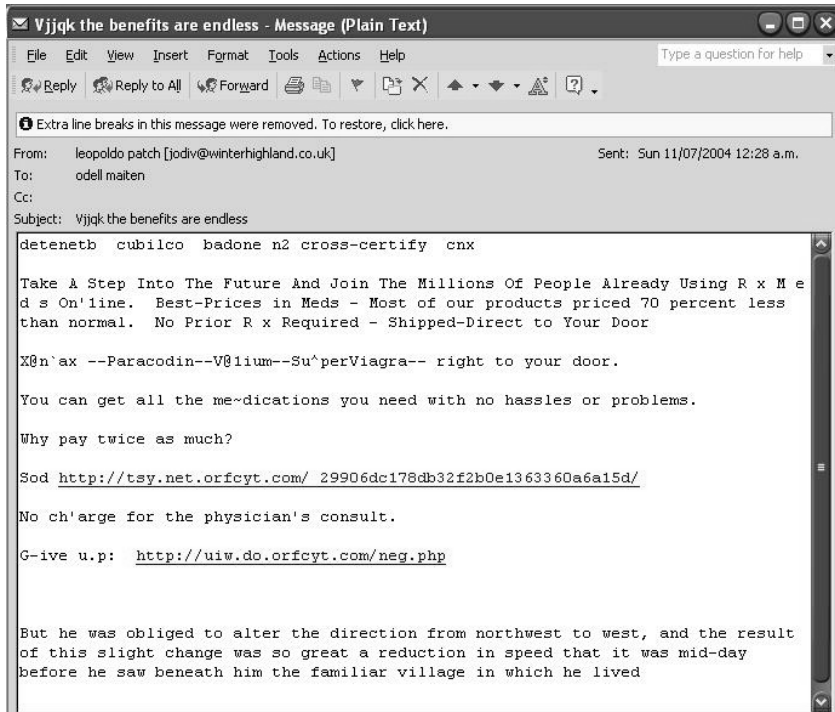 Vjjqk the benefits are endless - Message (Plain Text)
File Edit View Insert Format Tools Actions Help Type a question for help
Reply Reply to All Forward
Extra line breaks in this message were removed. To restore, click here.
From: leopoldo patch [jodiv@winterhighland.co.uk] Sent: Sun 11/07/2004 12:28 a.m.
To: odell maiten
Cc:
Subject: Vjjqk the benefits are endless
detenetb cubilco badone n2 cross-certify cnx
Take A Step Into The Future And Join The Millions Of People Already Using R x M e
d s On'1ine. Best-Prices in Meds - Most of our products priced 70 percent less
than normal. No Prior R x Required - Shipped-Direct to Your Door
X@n`ax --Paracodin--V@1ium--Su^perViagra-- right to your door.
You can get all the me~dications you need with no hassles or problems.
Why pay twice as much?
Sod http://tsy.net.orfcyt.com/ 29906dc178db32f2b0e1363360a6a15d/
No ch'arge for the physician's consult.
G-ive u.p: http://uiw.do.orfcyt.com/neg.php
But he was obliged to alter the direction from northwest to west, and the result
of this slight change was so great a reduction in speed that it was mid-day
before he saw beneath him the familiar village in which he lived